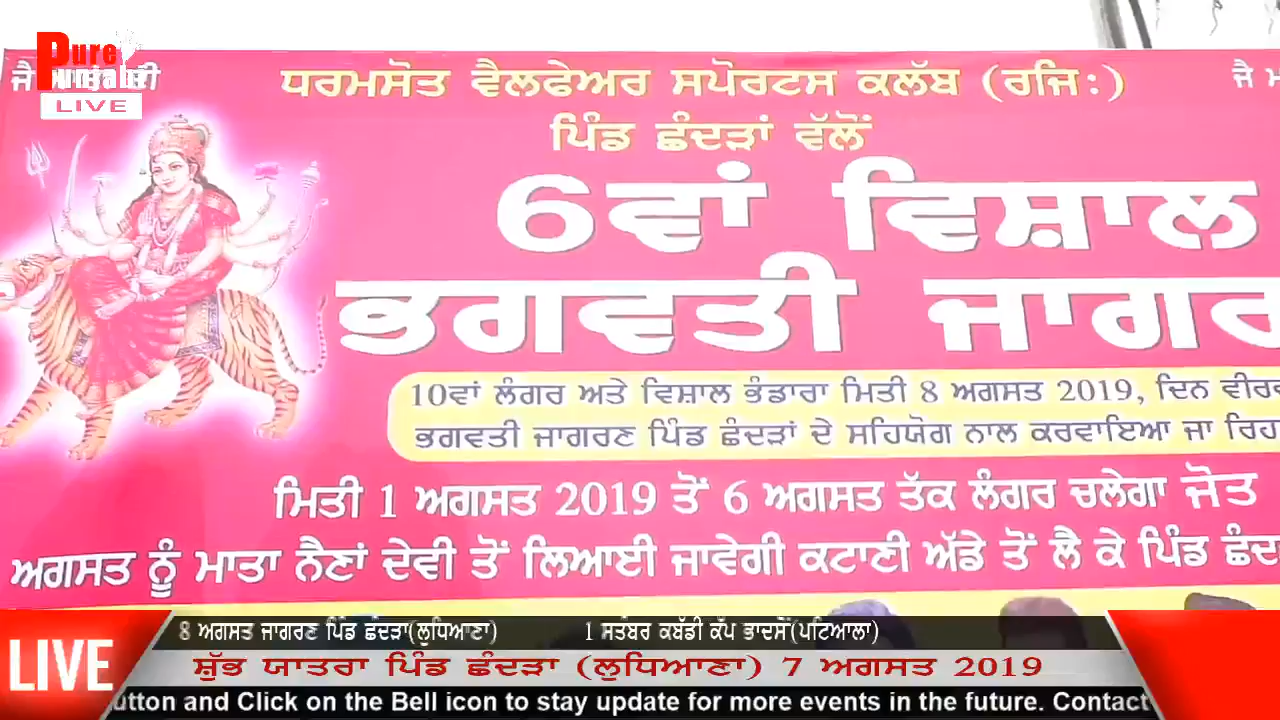 Pure
Punjabi
LIVE
ਧਰਮਸੋਤ ਵੈਲਫੇਅਰ ਸਪੋਰਟਸ ਕਲੱਬ (ਰਜਿ:)
ਜੈ
ਪਿੰਡ ਛੰਦੜਾਂ ਵੱਲੋਂ
6ਵਾਂ ਵਿਸ਼ਾਲ
ਭਗਵਤੀ
10ਵਾਂ ਲੰਗਰ ਅਤੇ ਵਿਸ਼ਾਲ ਭੰਡਾਰਾ ਮਿਤੀ 8 ਅਗਸਤ 2019, ਦਿਨ
ਭਗਵਤੀ ਜਾਗਰਣ ਪਿੰਡ ਛੰਦੜਾਂ ਦੇ ਸਹਿਯੋਗ ਨਾਲ ਕਰਵਾਇਆ ਜਾ
ਮਿਤੀ 1 ਅਗਸਤ 2019 ਤੋਂ 6 ਅਗਸਤ ਤੱਕ ਲੰਗਰ ਚਲੇਗਾ ਜੋਤ
ਅਗਸਤ ਨੂੰ ਮਾਤਾ ਨੈਣਾਂ ਦੇਵੀ ਤੋਂ ਲਿਆਈ ਜਾਵੇਗੀ ਕਟਾਣੀ ਅੱਡੇ ਤੋਂ ਲੈ ਕੇ ਪਿੰਡ
8 ਅਗਸਤ ਜਾਗਰਣ ਪਿੰਡ ਛੰਦੜਾ(ਲੁਧਿਆਣਾ) 1 ਸਤੰਬਰ ਕਬੱਡੀ ਕੱਪ ਭਾਦਸੋਂ(ਪਟਿਆਲਾ)
LIVE
ਸ਼ੁੱਭ ਯਾਤਰਾ ਪਿੰਡ ਛੰਦੜਾ (ਲੁਧਿਆਣਾ) 7 ਅਗਸਤ 2019
utton and Click on the Bell icon to stay update for more events in the future. Contact